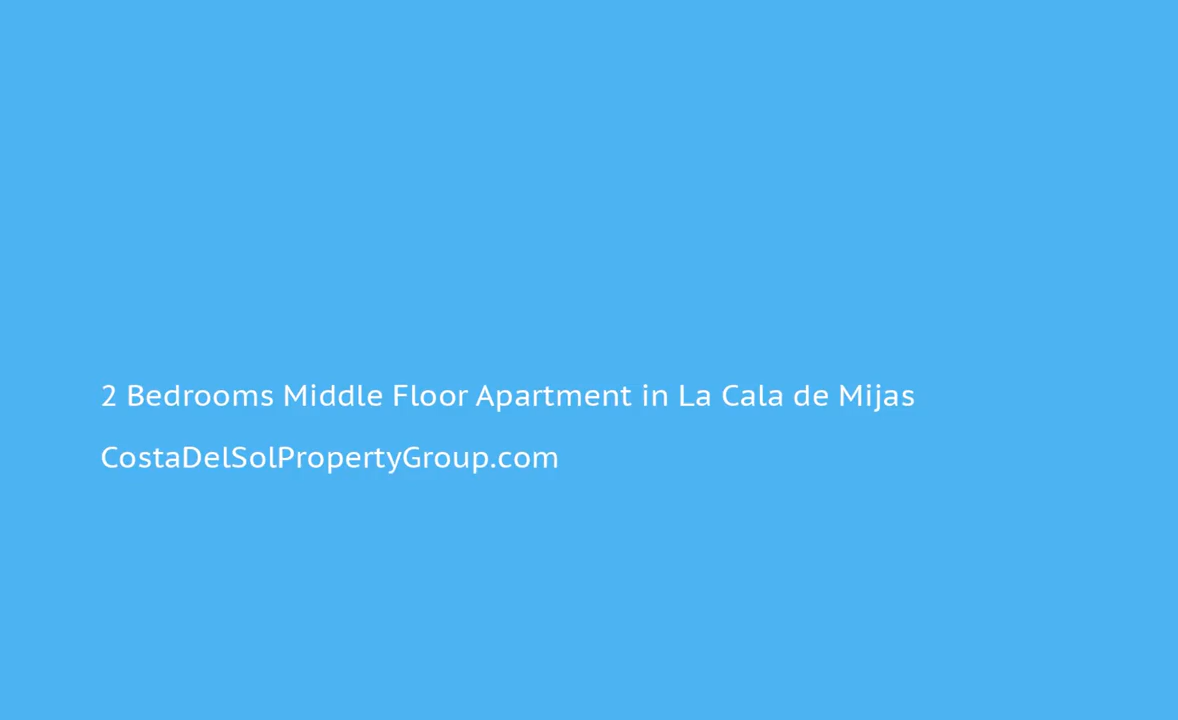 2 Bedrooms Middle Floor Apartment in La Cala de Mijas
CostaDelSolPropertyGroup.com